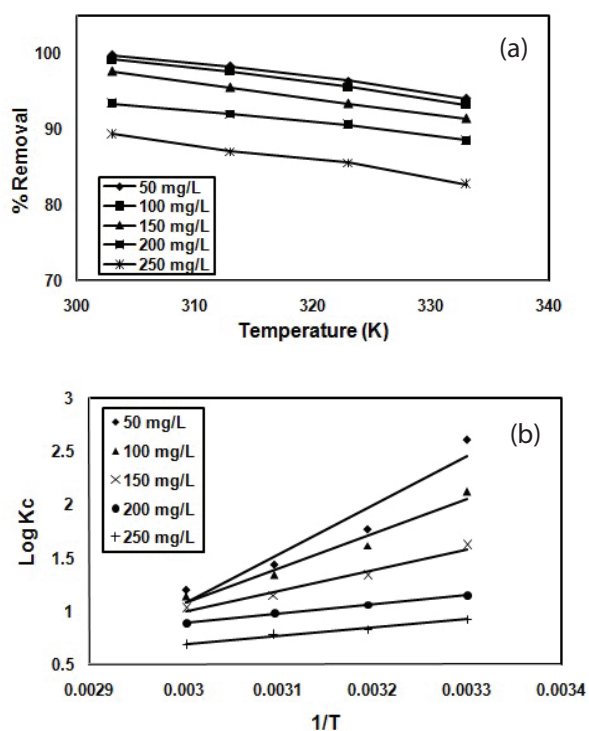 (a)
% Removal
100
90
80
70
50 mg/L
100 mg/L
150 mg/L
200 mg/L
250 mg/L
300
310
320
330
340
Temperature (K)
(b)
Log Kc
3
2.5
2
1.5
1
0.5
50 mg/L
100 mg/L
150 mg/L
200 mg/L
250 mg/L
0.0029
0.003
0.0031
0.0032
0.0033
0.0034
1/T